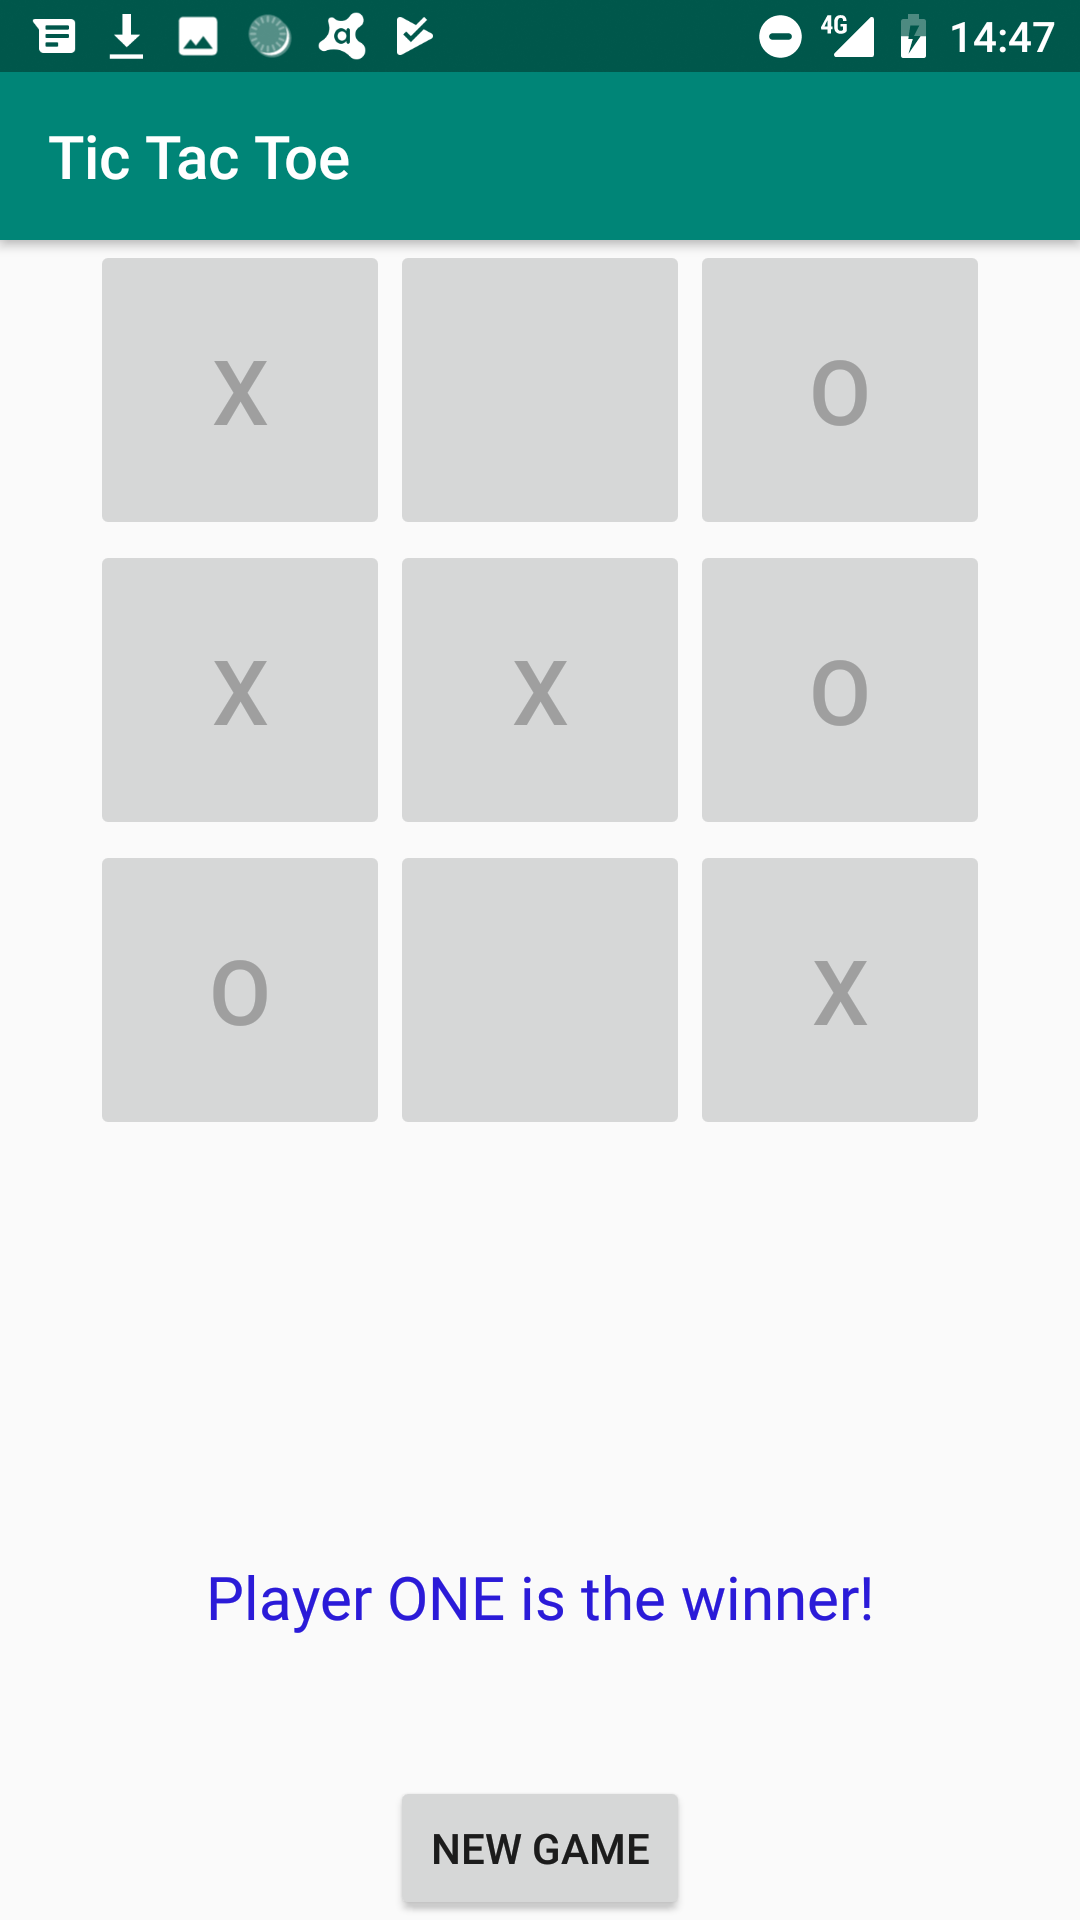 4G 14:47
Tic Tac Toe
X O
X X O
O X
Player ONE is the winner!
NEW GAME